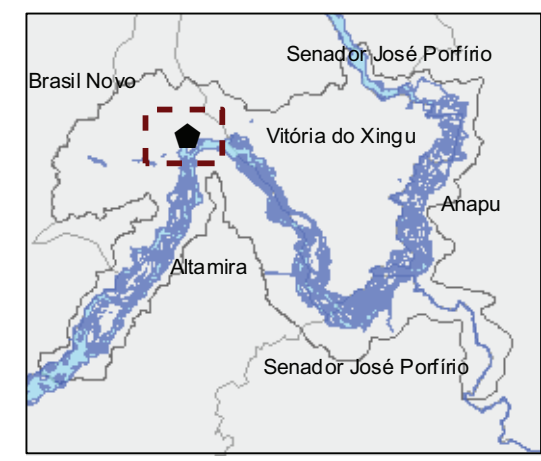 Senador José Porfírio
Brasil Novo
Vitória do Xingu
Anapu
Altamira
Senador José Porfírio